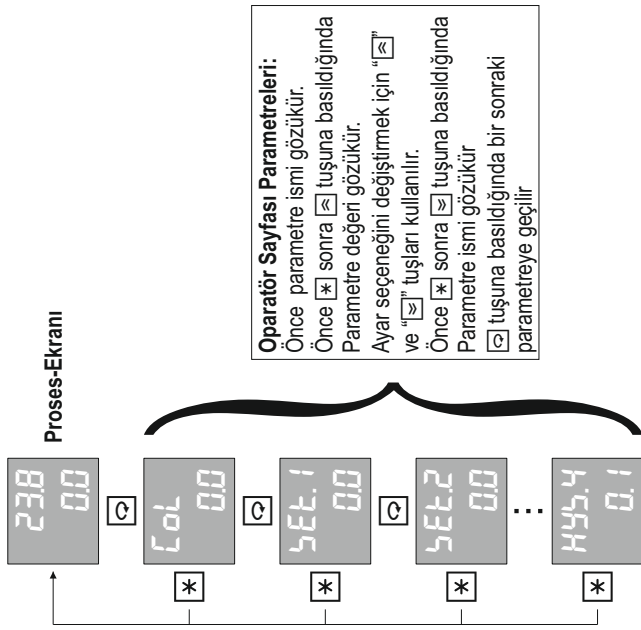 Proses-Ekranı
23.8
0.0
CoL
0.0
SEt.1
0.0
SEt.2
0.0
...
HYS.4
0.1
Oparatör Sayfası Parametreleri:
Önce parametre ismi gözükür.
Önce * sonra tuşuna basıldığında
Parametre değeri gözükür.
Ayar seçeneğini değiştirmek için “ ”
ve “ ” tuşları kullanılır.
Önce * sonra tuşuna basıldığında
Parametre ismi gözükür
tuşuna basıldığında bir sonraki
parametreye geçilir
*
*
*
*